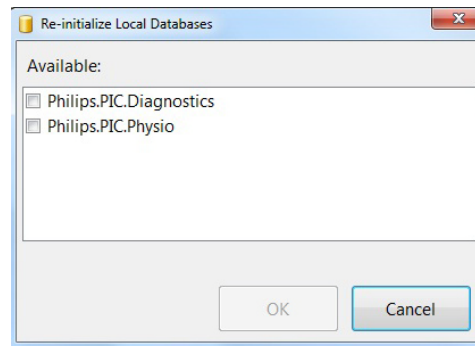 Re-initialize Local Databases
Available:
Philips.PIC.Diagnostics
Philips.PIC.Physio
OK
Cancel